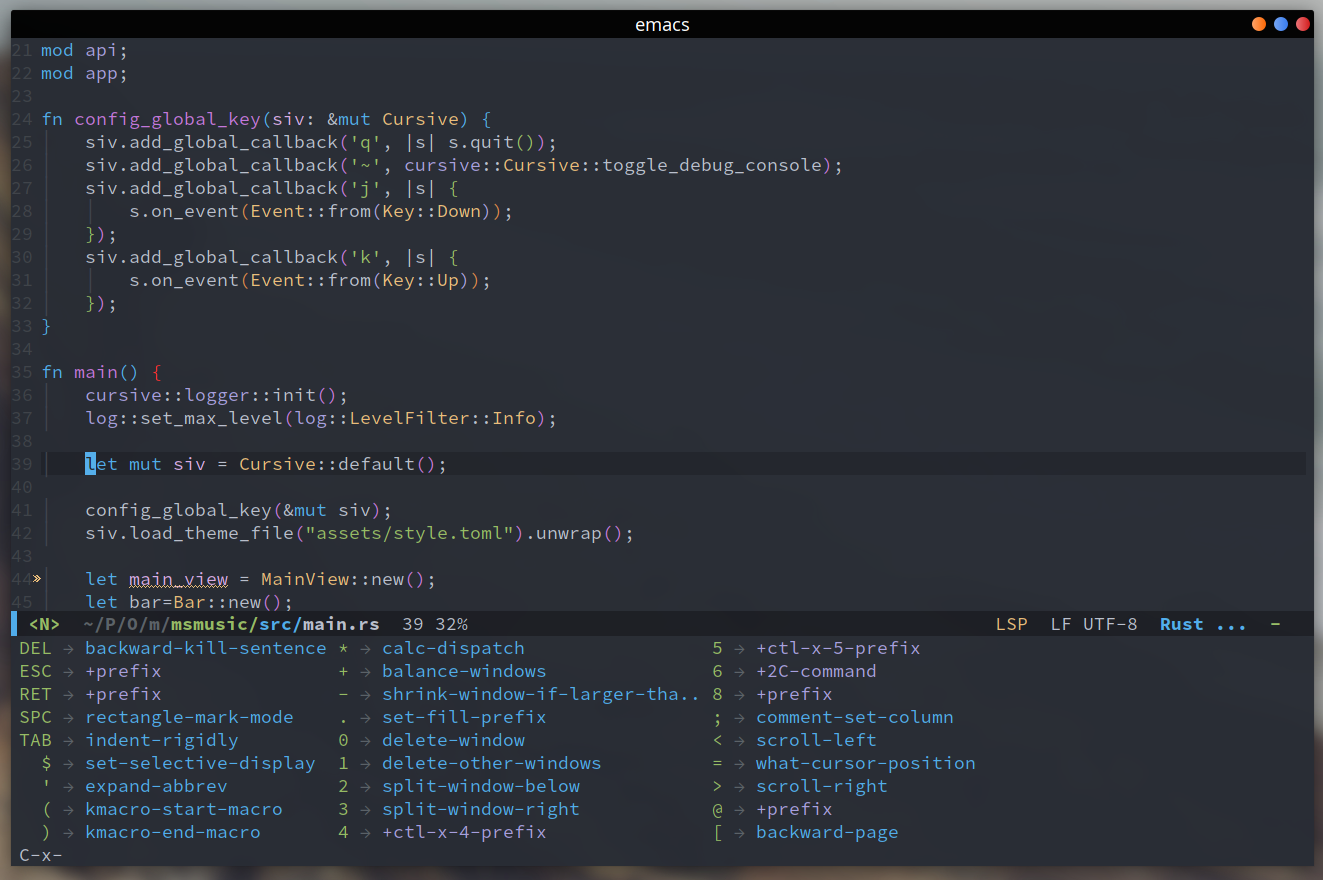 emacs
21 mod api;
22 mod app;
23
24 fn config_global_key(siv: &mut Cursive) {
25     siv.add_global_callback('q', |s| s.quit());
26     siv.add_global_callback('~', cursive::Cursive::toggle_debug_console);
27     siv.add_global_callback('j', |s| {
28         s.on_event(Event::from(Key::Down));
29     });
30     siv.add_global_callback('k', |s| {
31         s.on_event(Event::from(Key::Up));
32     });
33 }
34
35 fn main() {
36     cursive::logger::init();
37     log::set_max_level(log::LevelFilter::Info);
38
39     let mut siv = Cursive::default();
40
41     config_global_key(&mut siv);
42     siv.load_theme_file("assets/style.toml").unwrap();
43
44»    let main_view = MainView::new();
45     let bar=Bar::new();
<N> ~/P/O/m/msmusic/src/main.rs 39 32% LSP LF UTF-8 Rust ... -
DEL → backward-kill-sentence * → calc-dispatch 5 → +ctl-x-5-prefix
ESC → +prefix + → balance-windows 6 → +2C-command
RET → +prefix - → shrink-window-if-larger-tha.. 8 → +prefix
SPC → rectangle-mark-mode . → set-fill-prefix ; → comment-set-column
TAB → indent-rigidly 0 → delete-window < → scroll-left
$ → set-selective-display 1 → delete-other-windows = → what-cursor-position
' → expand-abbrev 2 → split-window-below > → scroll-right
( → kmacro-start-macro 3 → split-window-right @ → +prefix
) → kmacro-end-macro 4 → +ctl-x-4-prefix [ → backward-page
C-x-